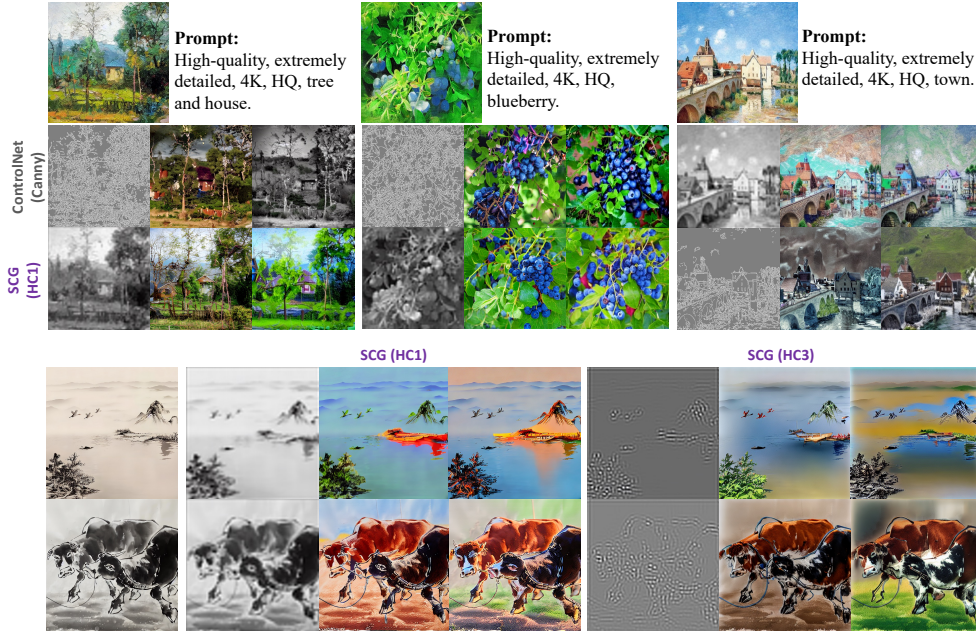 Prompt:
High-quality, extremely
detailed, 4K, HQ, tree
and house.
Prompt:
High-quality, extremely
detailed, 4K, HQ,
blueberry.
Prompt:
High-quality, extremely
detailed, 4K, HQ, town.
ControlNet
(Canny)
SCG
(HC1)
SCG (HC1)
SCG (HC3)